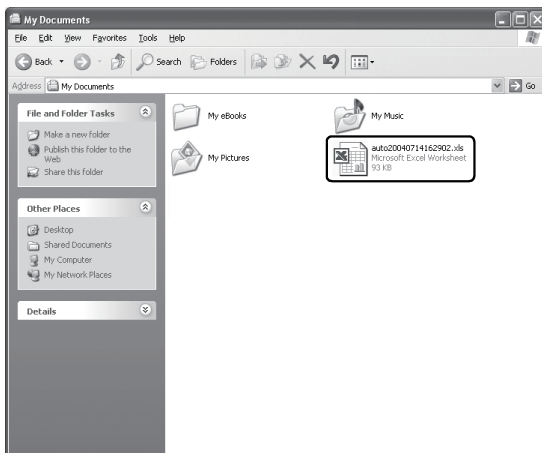 My Documents
File Edit View Favorites Tools Help
Back Search Folders
Address My Documents Go
File and Folder Tasks
Make a new folder
Publish this folder to the
Web
Share this folder
Other Places
Desktop
Shared Documents
My Computer
My Network Places
Details
My eBooks
My Music
My Pictures
auto20040714162902.xls
Microsoft Excel Worksheet
93 KB